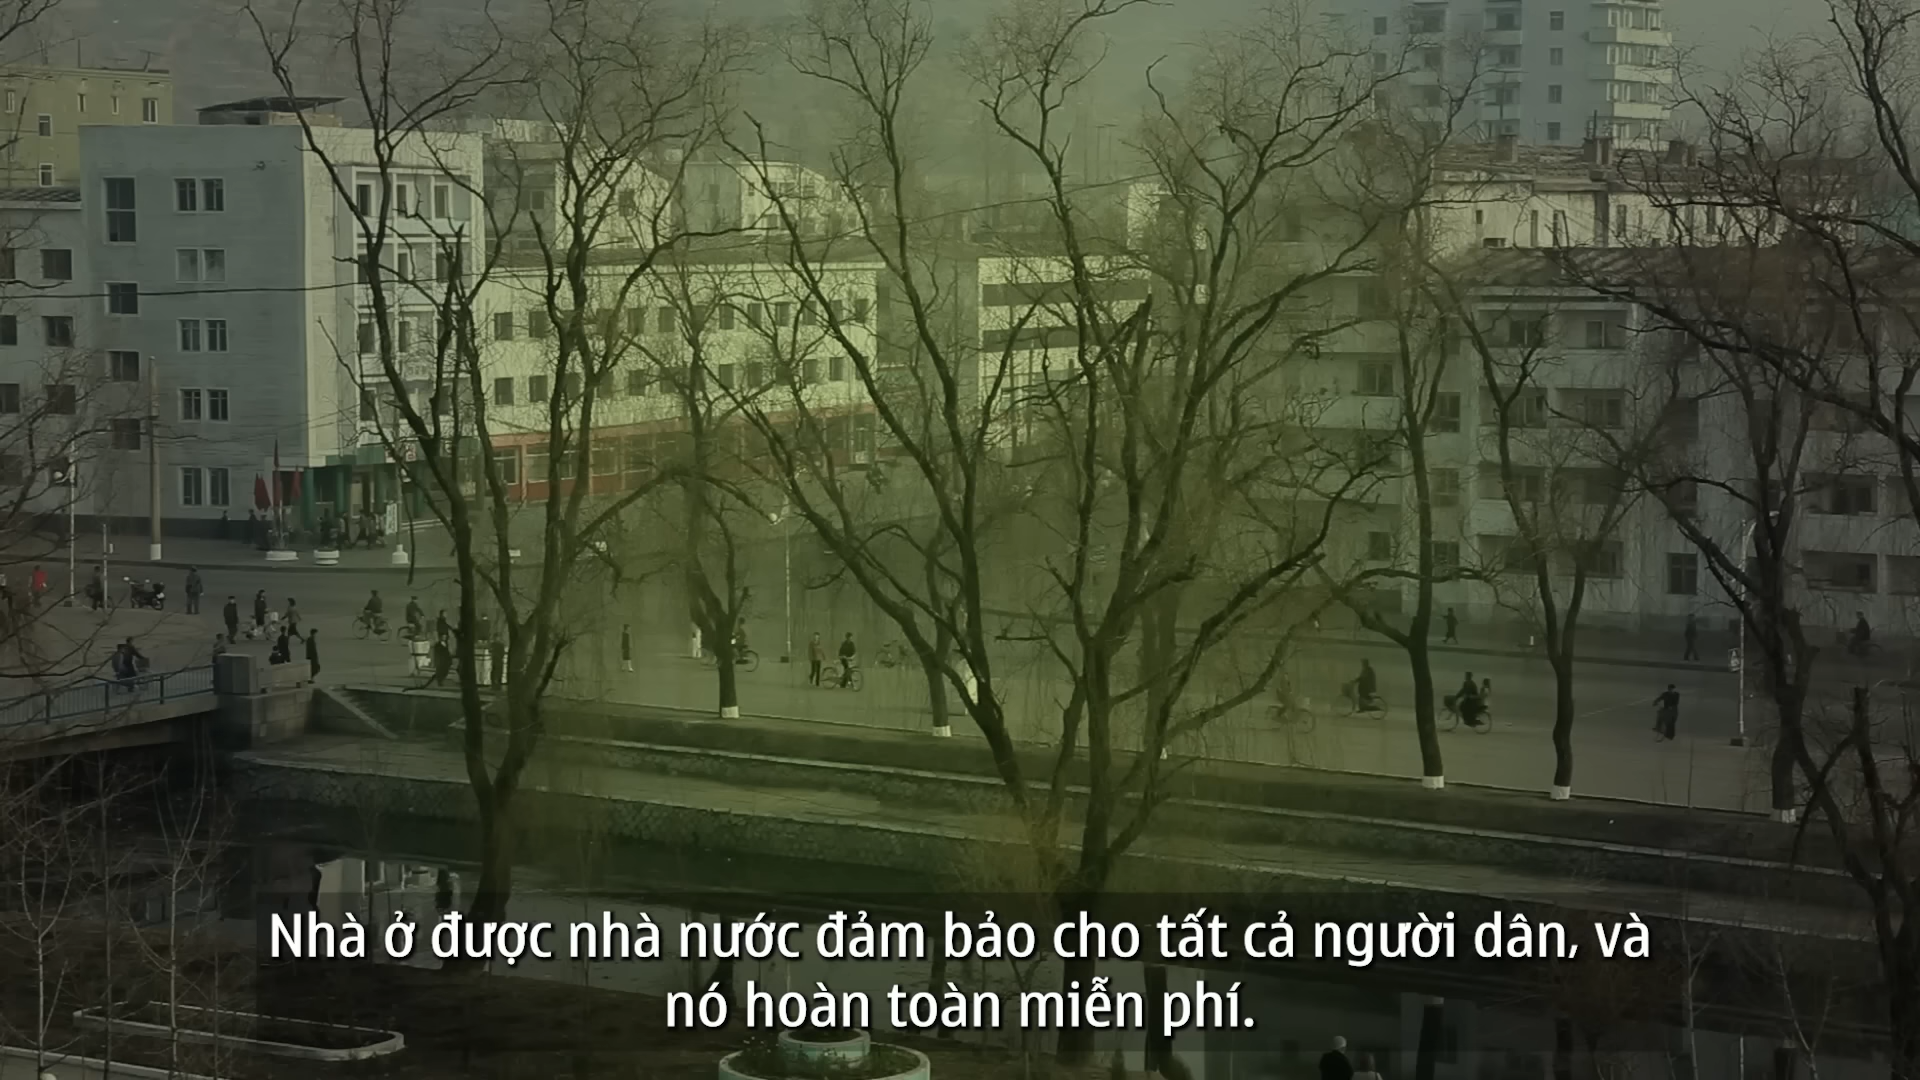 Nhà ở được nhà nước đảm bảo cho tất cả người dân, và
nó hoàn toàn miễn phí.